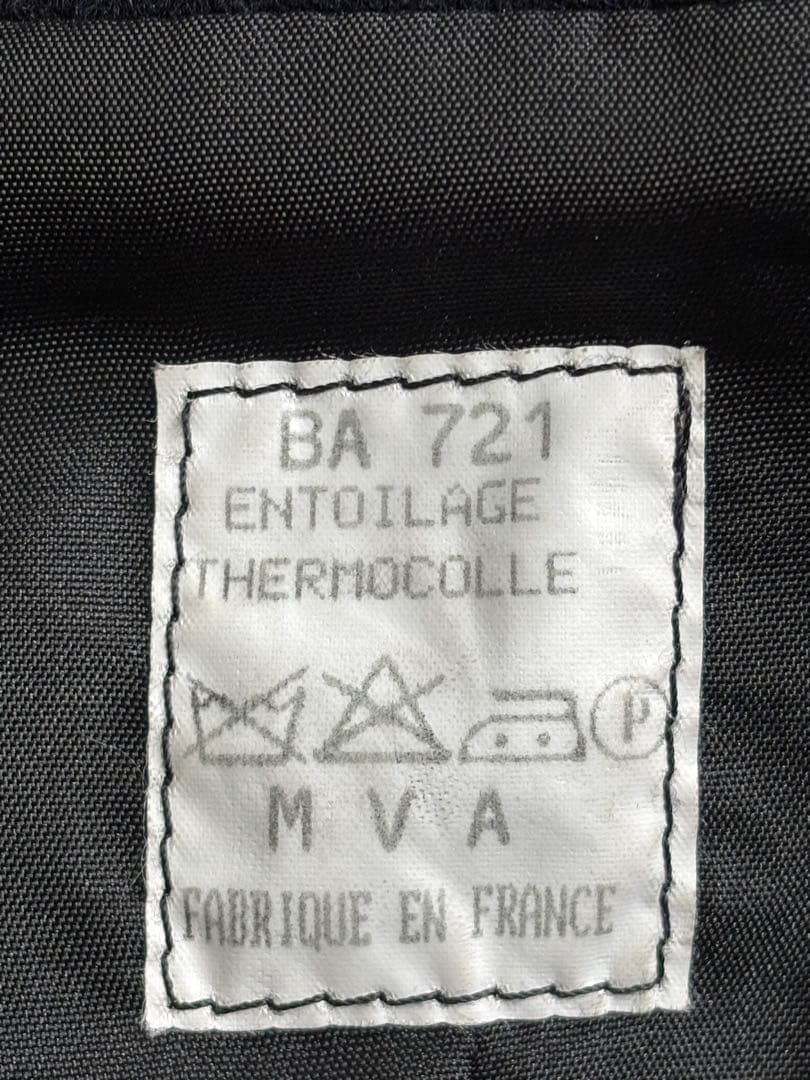 BA 721
ENTOILAGE
THERMOCOLLE
P
M V A
FABRIQUE EN FRANCE